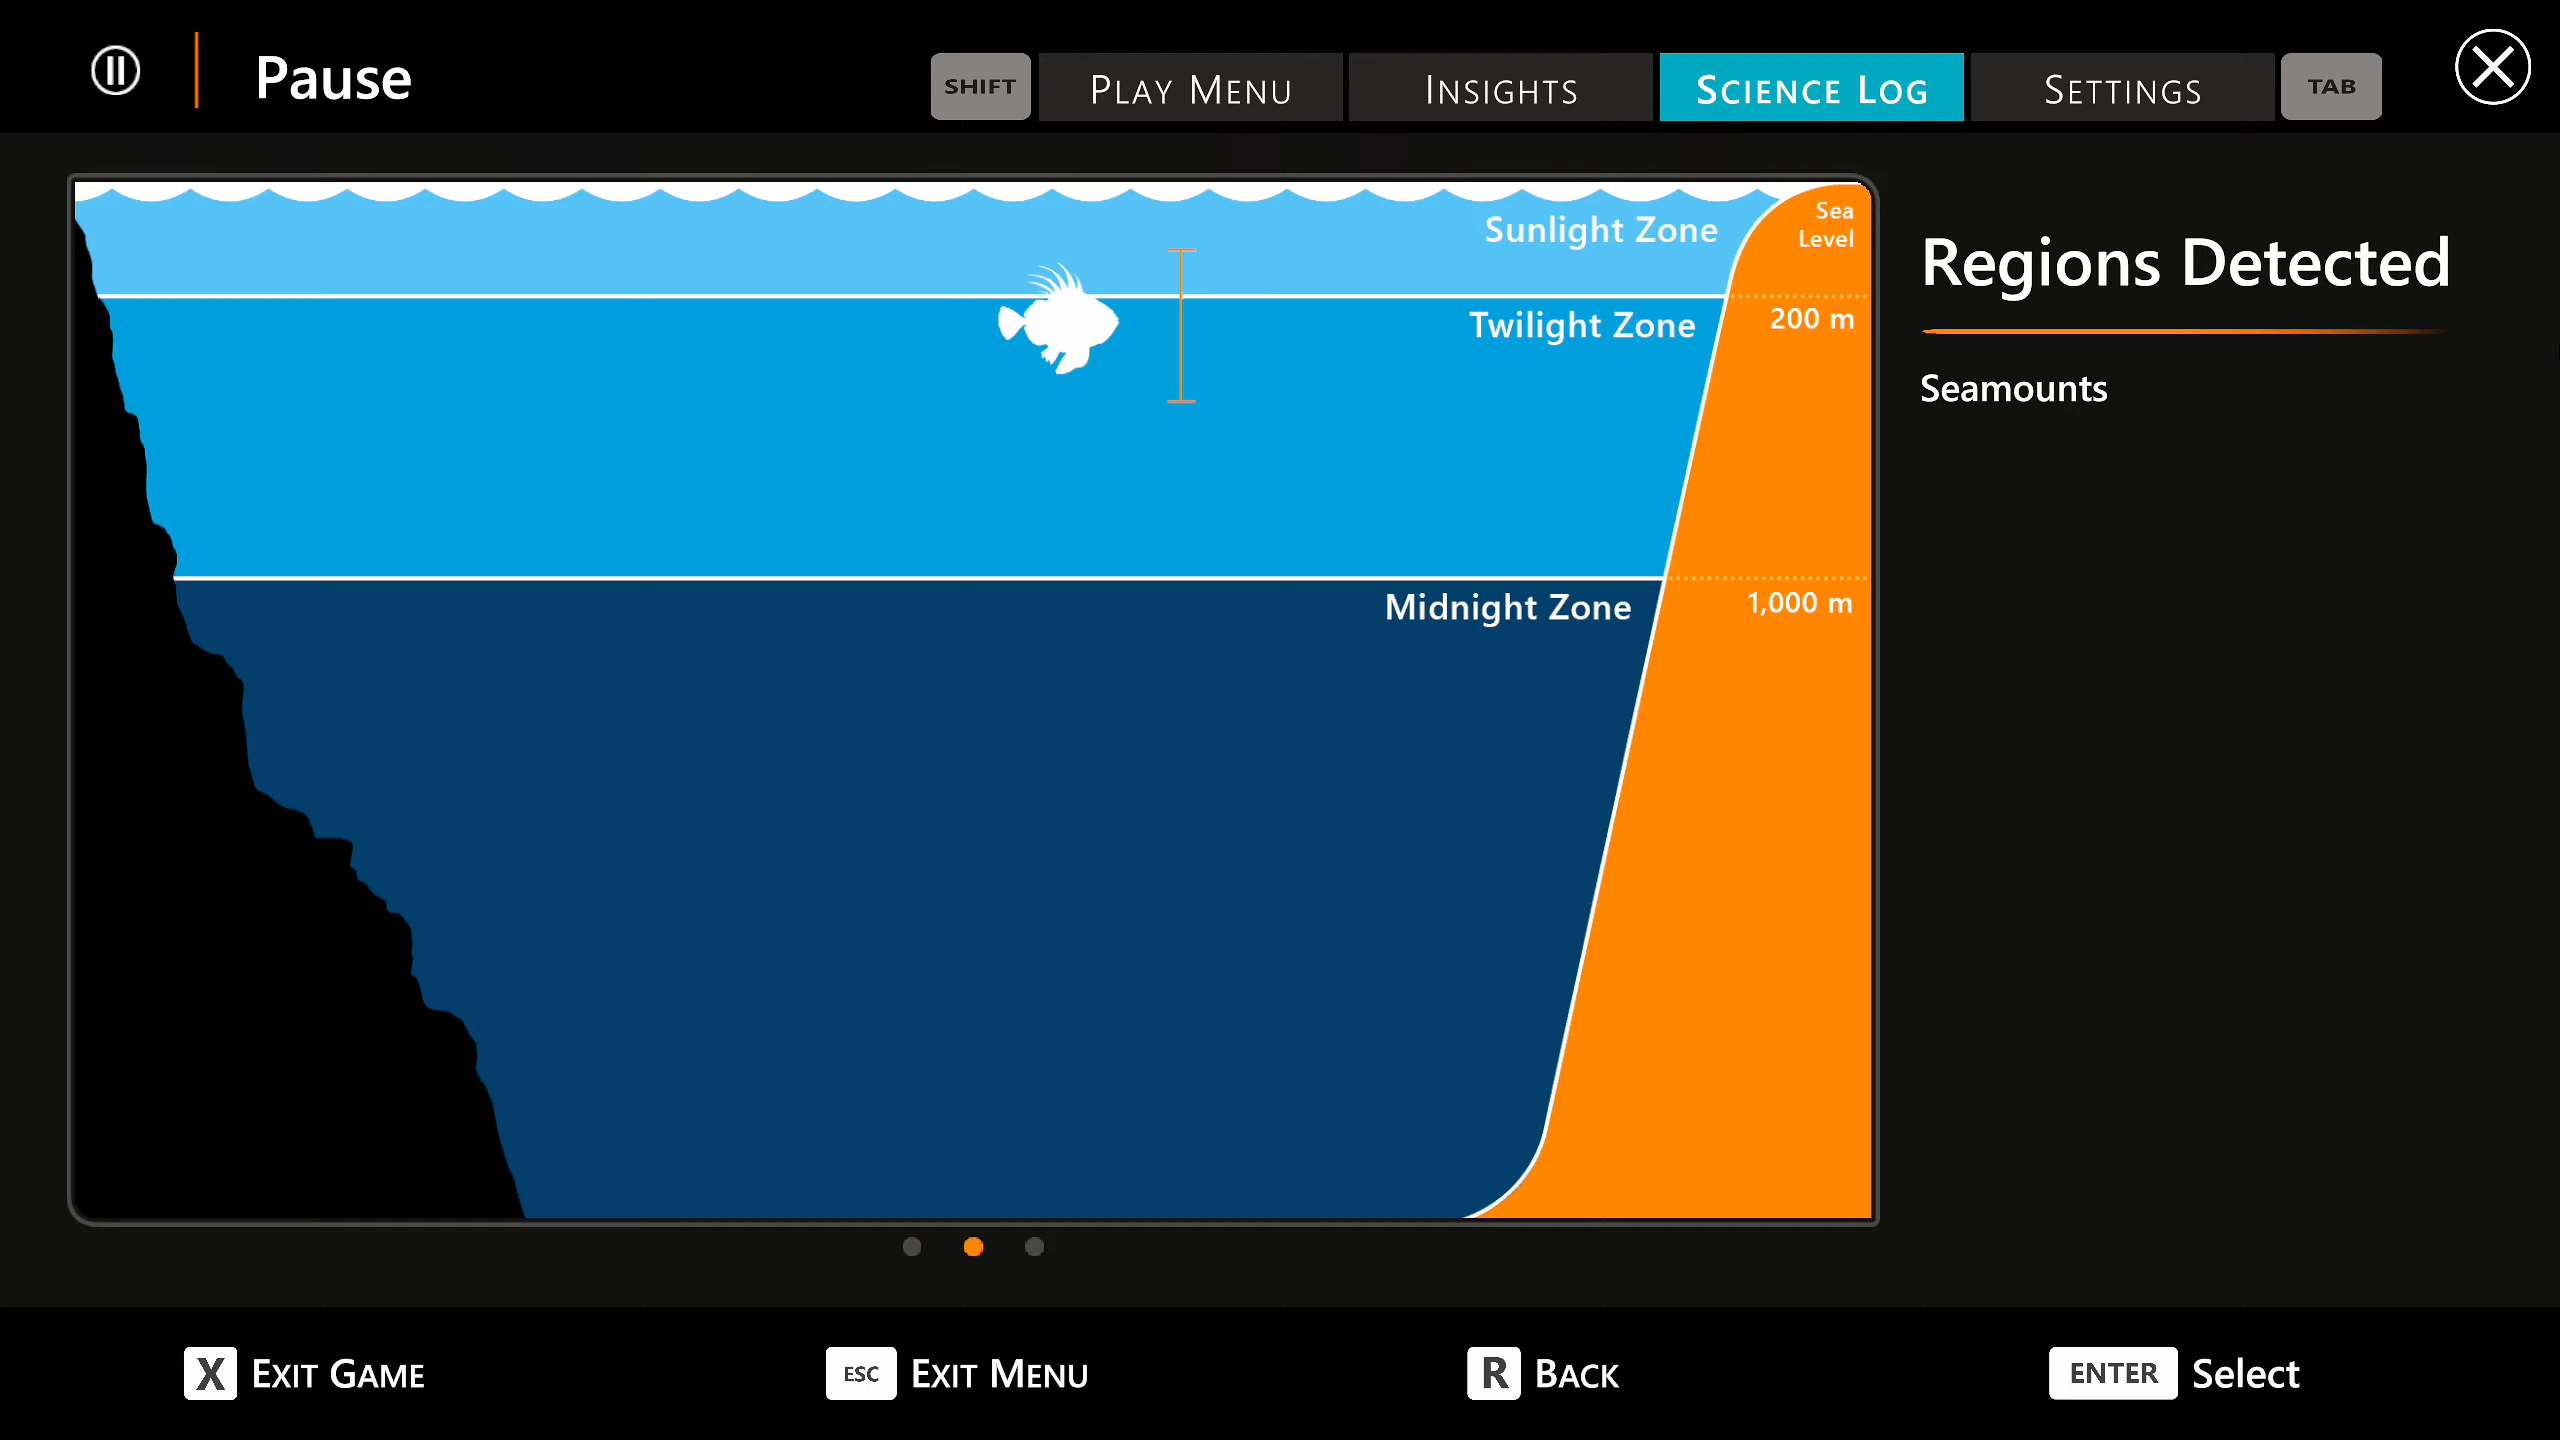 Pause
SHIFT
PLAY MENU
INSIGHTS
SCIENCE LOG
SETTINGS
TAB
Sunlight Zone
Sea
Level
Twilight Zone
200 m
Midnight Zone
1,000 m
Regions Detected
Seamounts
X EXIT GAME
ESC EXIT MENU
R BACK
ENTER Select